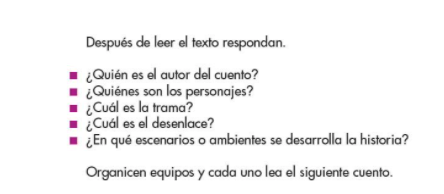 Después de leer el texto respondan.
¿Quién es el autor del cuento?
¿Quiénes son los personajes?
¿Cuál es la trama?
¿Cuál es el desenlace?
¿En qué escenarios o ambientes se desarrolla la historia?
Organicen equipos y cada uno lea el siguiente cuento.